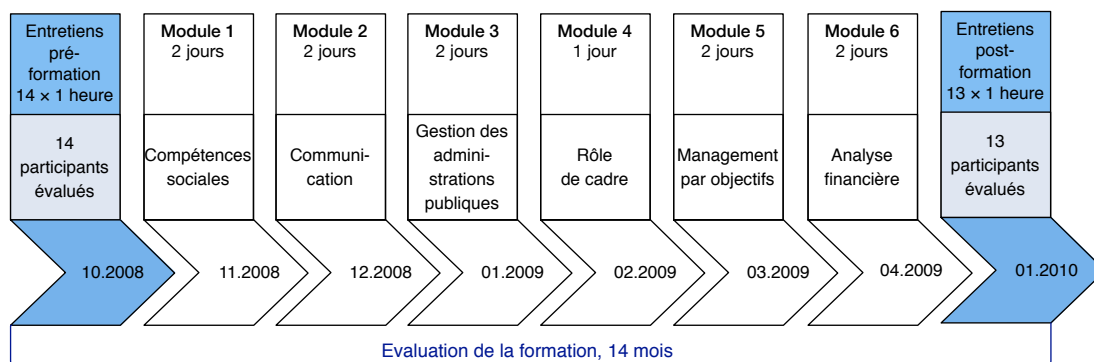 Entretiens
pré-
formation
14 × 1 heure
Module 1
2 jours
Module 2
2 jours
Module 3
2 jours
Module 4
1 jour
Module 5
2 jours
Module 6
2 jours
Entretiens
post-
formation
13 × 1 heure
14
participants
évalués
Compétences
sociales
Communi-
cation
Gestion des
admini-
strations
publiques
Rôle
de cadre
Management
par objectifs
Analyse
financière
13
participants
évalués
10.2008
11.2008
12.2008
01.2009
02.2009
03.2009
04.2009
01.2010
Evaluation de la formation, 14 mois